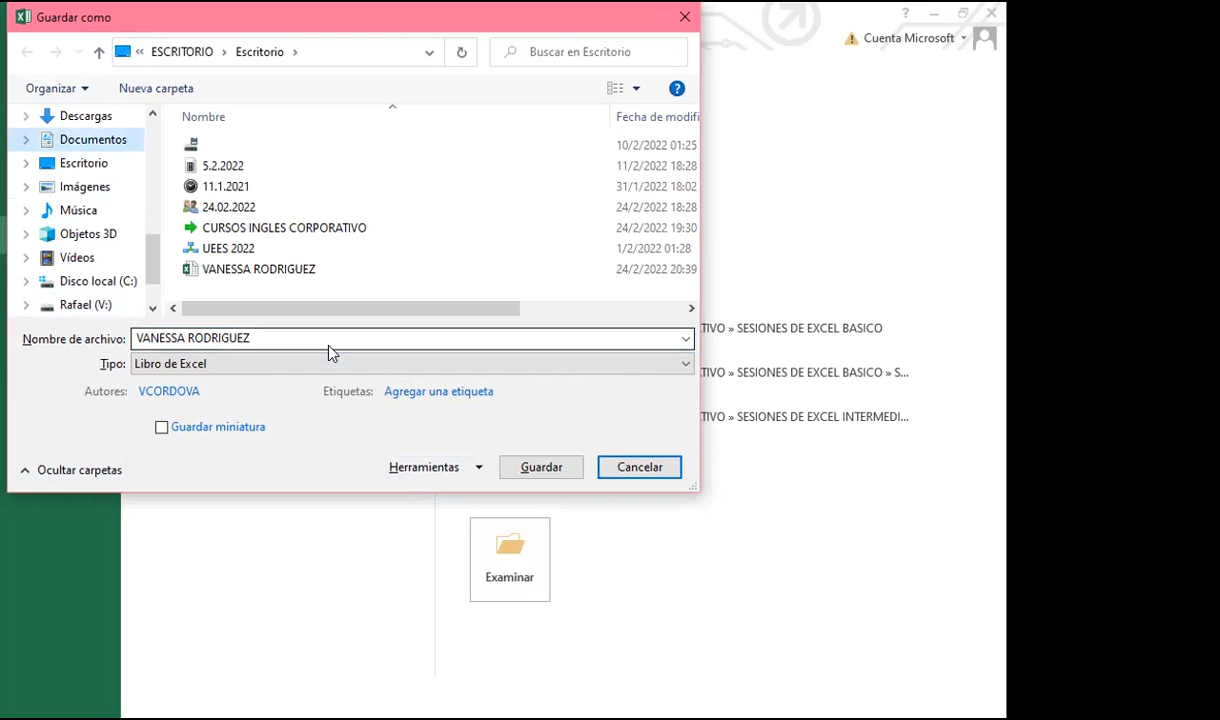 Guardar como
Cuenta Microsoft
« ESCRITORIO › Escritorio ›
Buscar en Escritorio
Organizar
Nueva carpeta
Nombre
Fecha de modifi
Descargas
Documentos
Escritorio
Imágenes
Música
Objetos 3D
Vídeos
Disco local (C:)
Rafael (V:)
10/2/2022 01:25
5.2.2022 11/2/2022 18:28
11.1.2021 31/1/2022 18:02
24.02.2022 24/2/2022 18:28
CURSOS INGLES CORPORATIVO 24/2/2022 19:30
UEES 2022 1/2/2022 01:28
VANESSA RODRIGUEZ 24/2/2022 20:39
Nombre de archivo: VANESSA RODRIGUEZ
Tipo: Libro de Excel
Autores: VCORDOVA
Etiquetas: Agregar una etiqueta
Guardar miniatura
Ocultar carpetas
Herramientas
Guardar
Cancelar
TIVO » SESIONES DE EXCEL BASICO
TIVO » SESIONES DE EXCEL BASICO » S...
TIVO » SESIONES DE EXCEL INTERMEDI...
Examinar